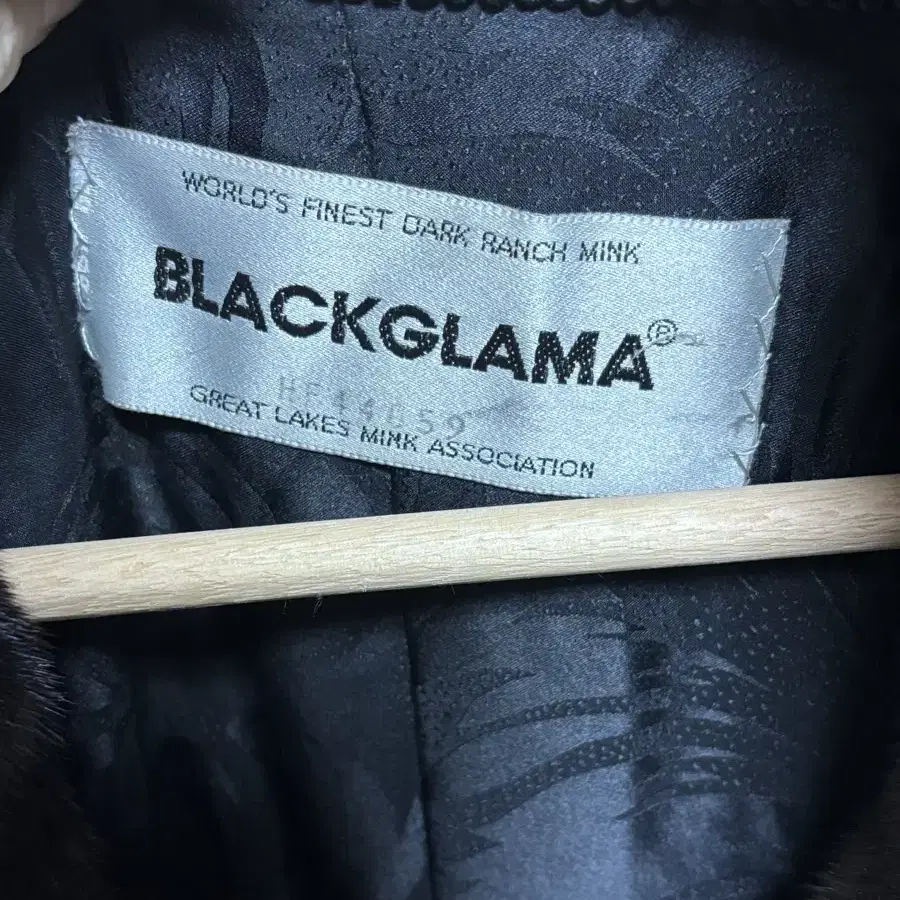 WORLD'S FINEST DARK RANCH MINK
BLACKGLAMA®
GREAT LAKES MINK ASSOCIATION